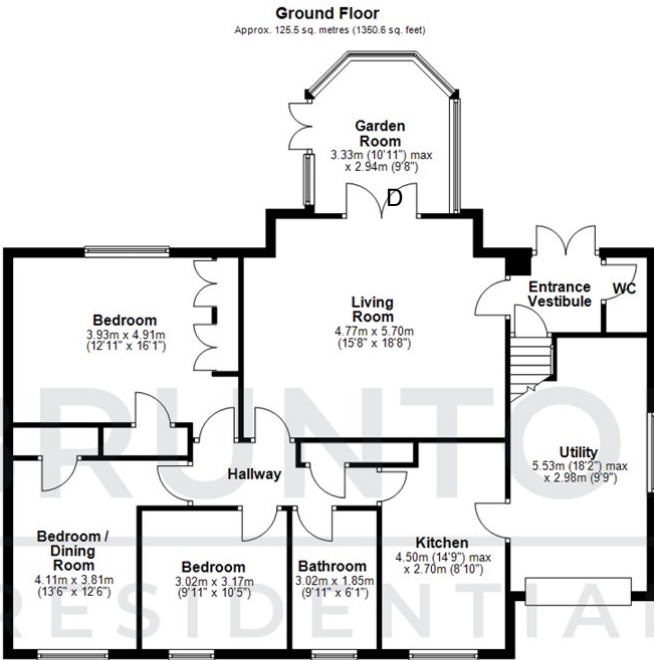 Ground Floor
Approx. 125.5 sq. metres (1350.6 sq. feet)
Garden
Room
3.33m (10'11") max
x 2.94m (9'8")
D
Entrance
Vestibule
WC
Living
Room
4.77m x 5.70m
(15'8" x 18'8")
Bedroom
3.93m x 4.91m
(12'11" x 16'1")
Utility
5.53m (18'2") max
x 2.98m (9'9")
Hallway
Bedroom /
Dining
Room
4.11m x 3.81m
(13'6" x 12'6")
Bedroom
3.02m x 3.17m
(9'11" x 10'5")
Bathroom
3.02m x 1.85m
(9'11" x 6'1")
Kitchen
4.50m (14'9") max
x 2.70m (8'10")
RUNTO
RESIDENTIA